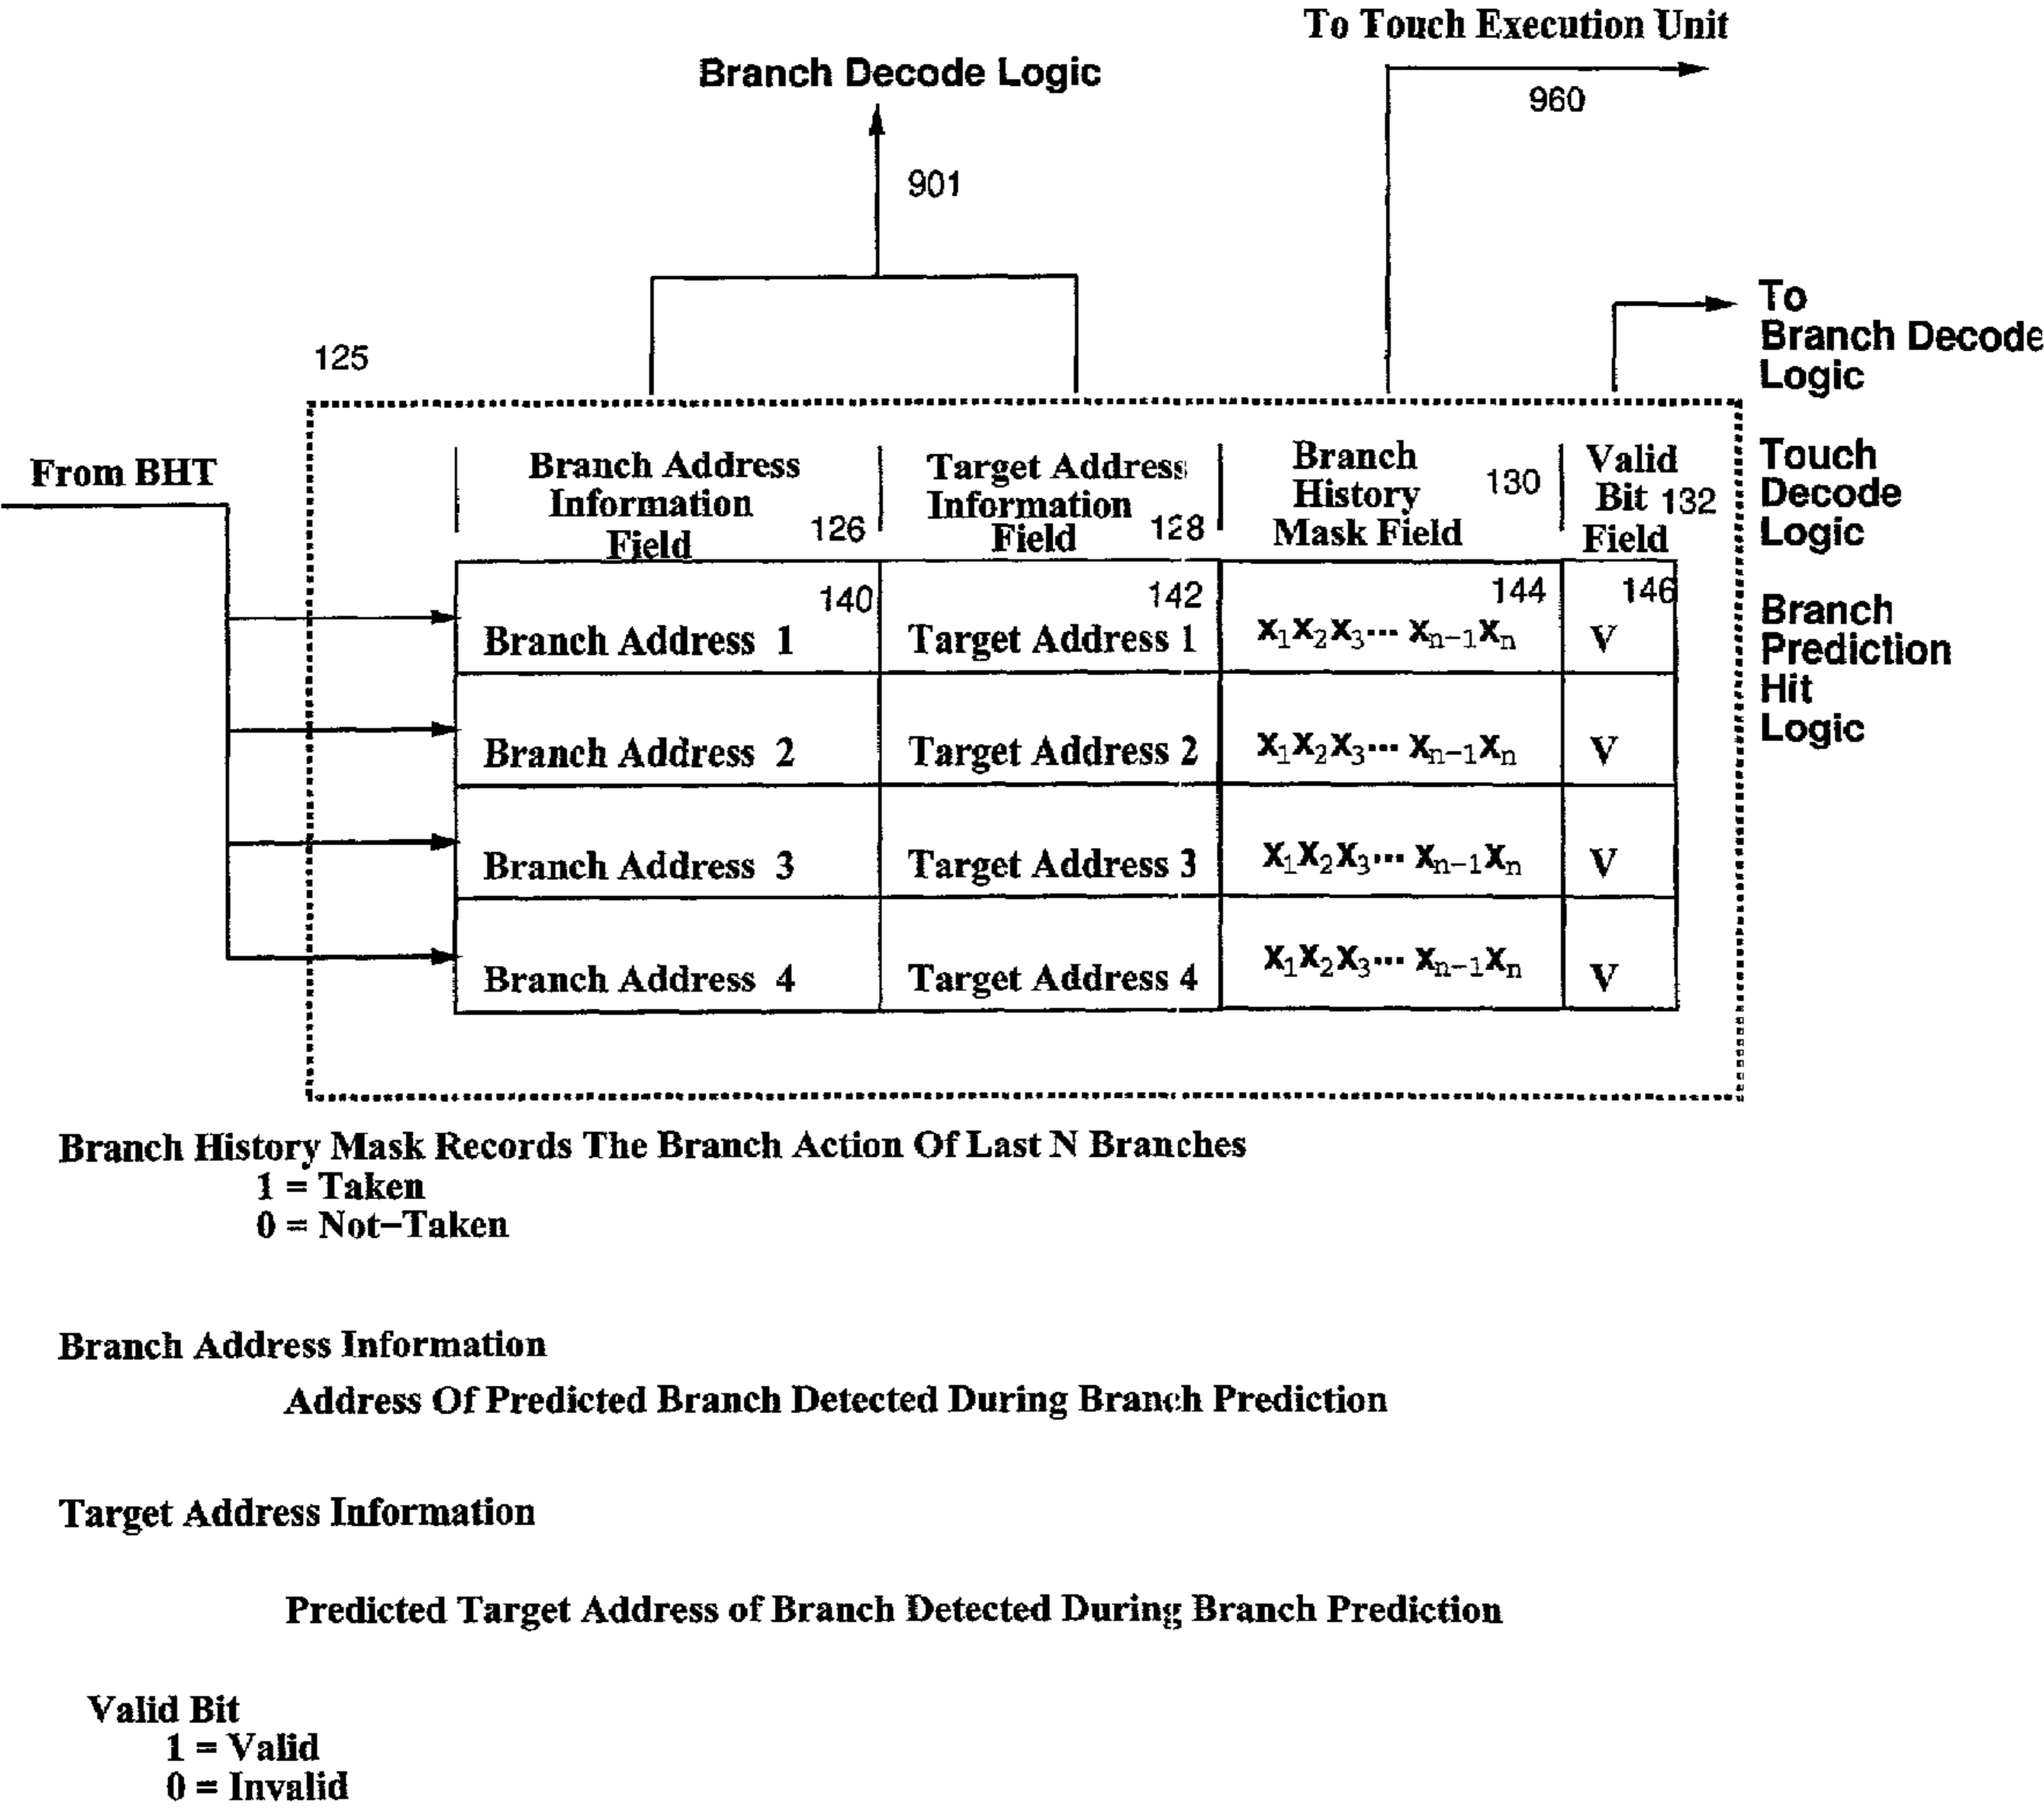 To Touch Execution Unit
Branch Decode Logic
960
901
To
Branch Decode
Logic
125
From BHT
Branch Address
Information
Field
126
Target Address
Information
Field
128
Branch
History
Mask Field
130
Valid
Bit 132
Field
Touch
Decode
Logic
Branch
Prediction
Hit
Logic
140
142
144
146
Branch Address 1
Target Address 1
X₁X₂X₃... Xₙ₋₁Xₙ
V
Branch Address 2
Target Address 2
X₁X₂X₃... Xₙ₋₁Xₙ
V
Branch Address 3
Target Address 3
X₁X₂X₃... Xₙ₋₁Xₙ
V
Branch Address 4
Target Address 4
X₁X₂X₃... Xₙ₋₁Xₙ
V
Branch History Mask Records The Branch Action Of Last N Branches
1 = Taken
0 = Not-Taken
Branch Address Information
Address Of Predicted Branch Detected During Branch Prediction
Target Address Information
Predicted Target Address of Branch Detected During Branch Prediction
Valid Bit
1 = Valid
0 = Invalid